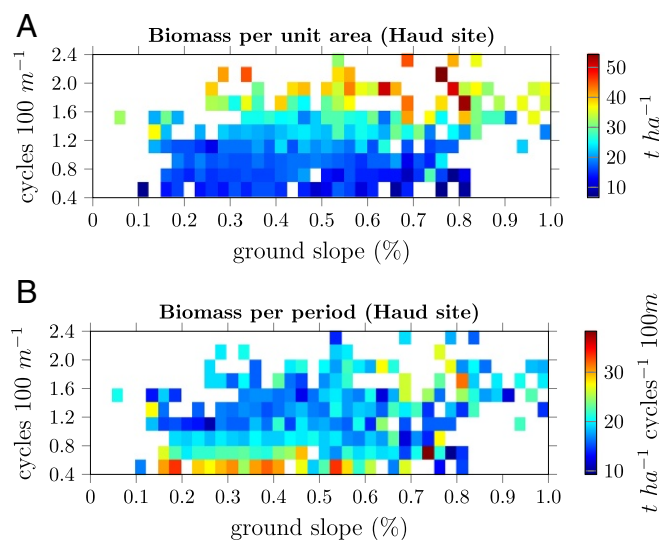 A
Biomass per unit area (Haud site)
cycles 100 m⁻¹
2.4
2.0
1.6
1.2
0.8
0.4
0 0.1 0.2 0.3 0.4 0.5 0.6 0.7 0.8 0.9 1.0
ground slope (%)
50
40
30
20
10
t ha⁻¹
B
Biomass per period (Haud site)
cycles 100 m⁻¹
2.4
2.0
1.6
1.2
0.8
0.4
0 0.1 0.2 0.3 0.4 0.5 0.6 0.7 0.8 0.9 1.0
ground slope (%)
30
20
10
t ha⁻¹ cycles⁻¹ 100m